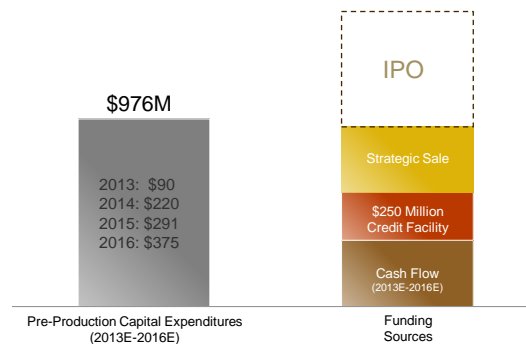 $976M
2013: $90
2014: $220
2015: $291
2016: $375
Pre-Production Capital Expenditures
(2013E-2016E)
IPO
Strategic Sale
$250 Million
Credit Facility
Cash Flow
(2013E-2016E)
Funding
Sources